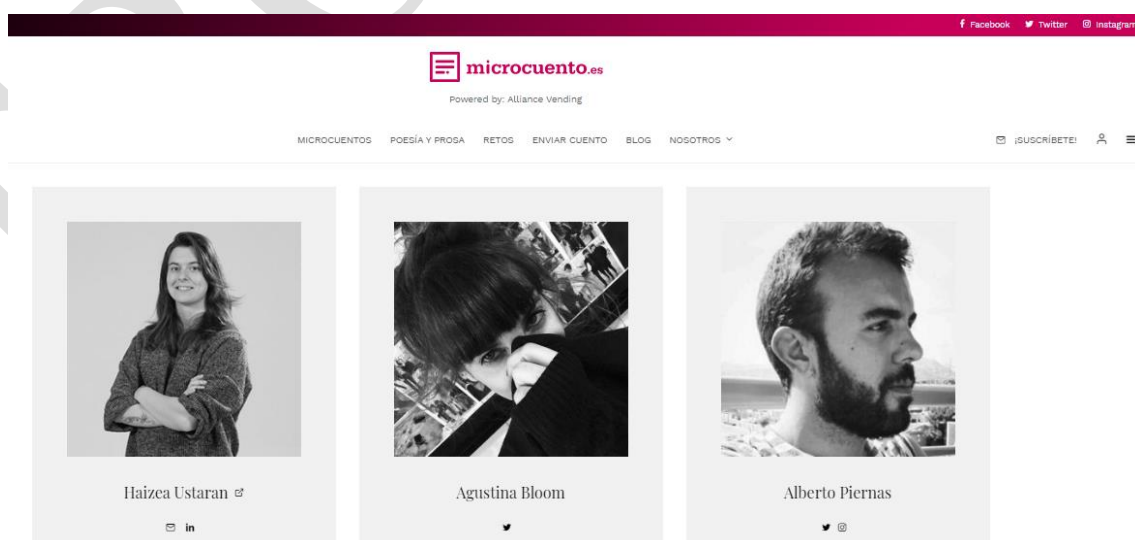 Facebook Twitter Instagram
microcuento.es
Powered by: Alliance Vending
MICROCUENTOS POESÍA Y PROSA RETOS ENVIAR CUENTO BLOG NOSOTROS ¡SUSCRÍBETE!
Haizea Ustaran Agustina Bloom Alberto Piernas
in